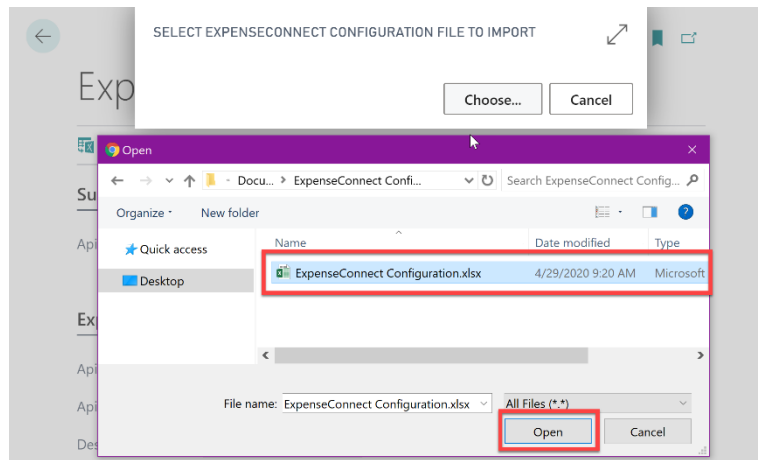 SELECT EXPENSECONNECT CONFIGURATION FILE TO IMPORT
Exp
Choose... Cancel
Open
Su
Docu... ExpenseConnect Confi... Search ExpenseConnect Config...
Organize New folder
Api
Name Date modified Type
Quick access
ExpenseConnect Configuration.xlsx 4/29/2020 9:20 AM Microsoft
Desktop
Exp
Api
Api
File name: ExpenseConnect Configuration.xlsx All Files (*.*)
Open Cancel
Des